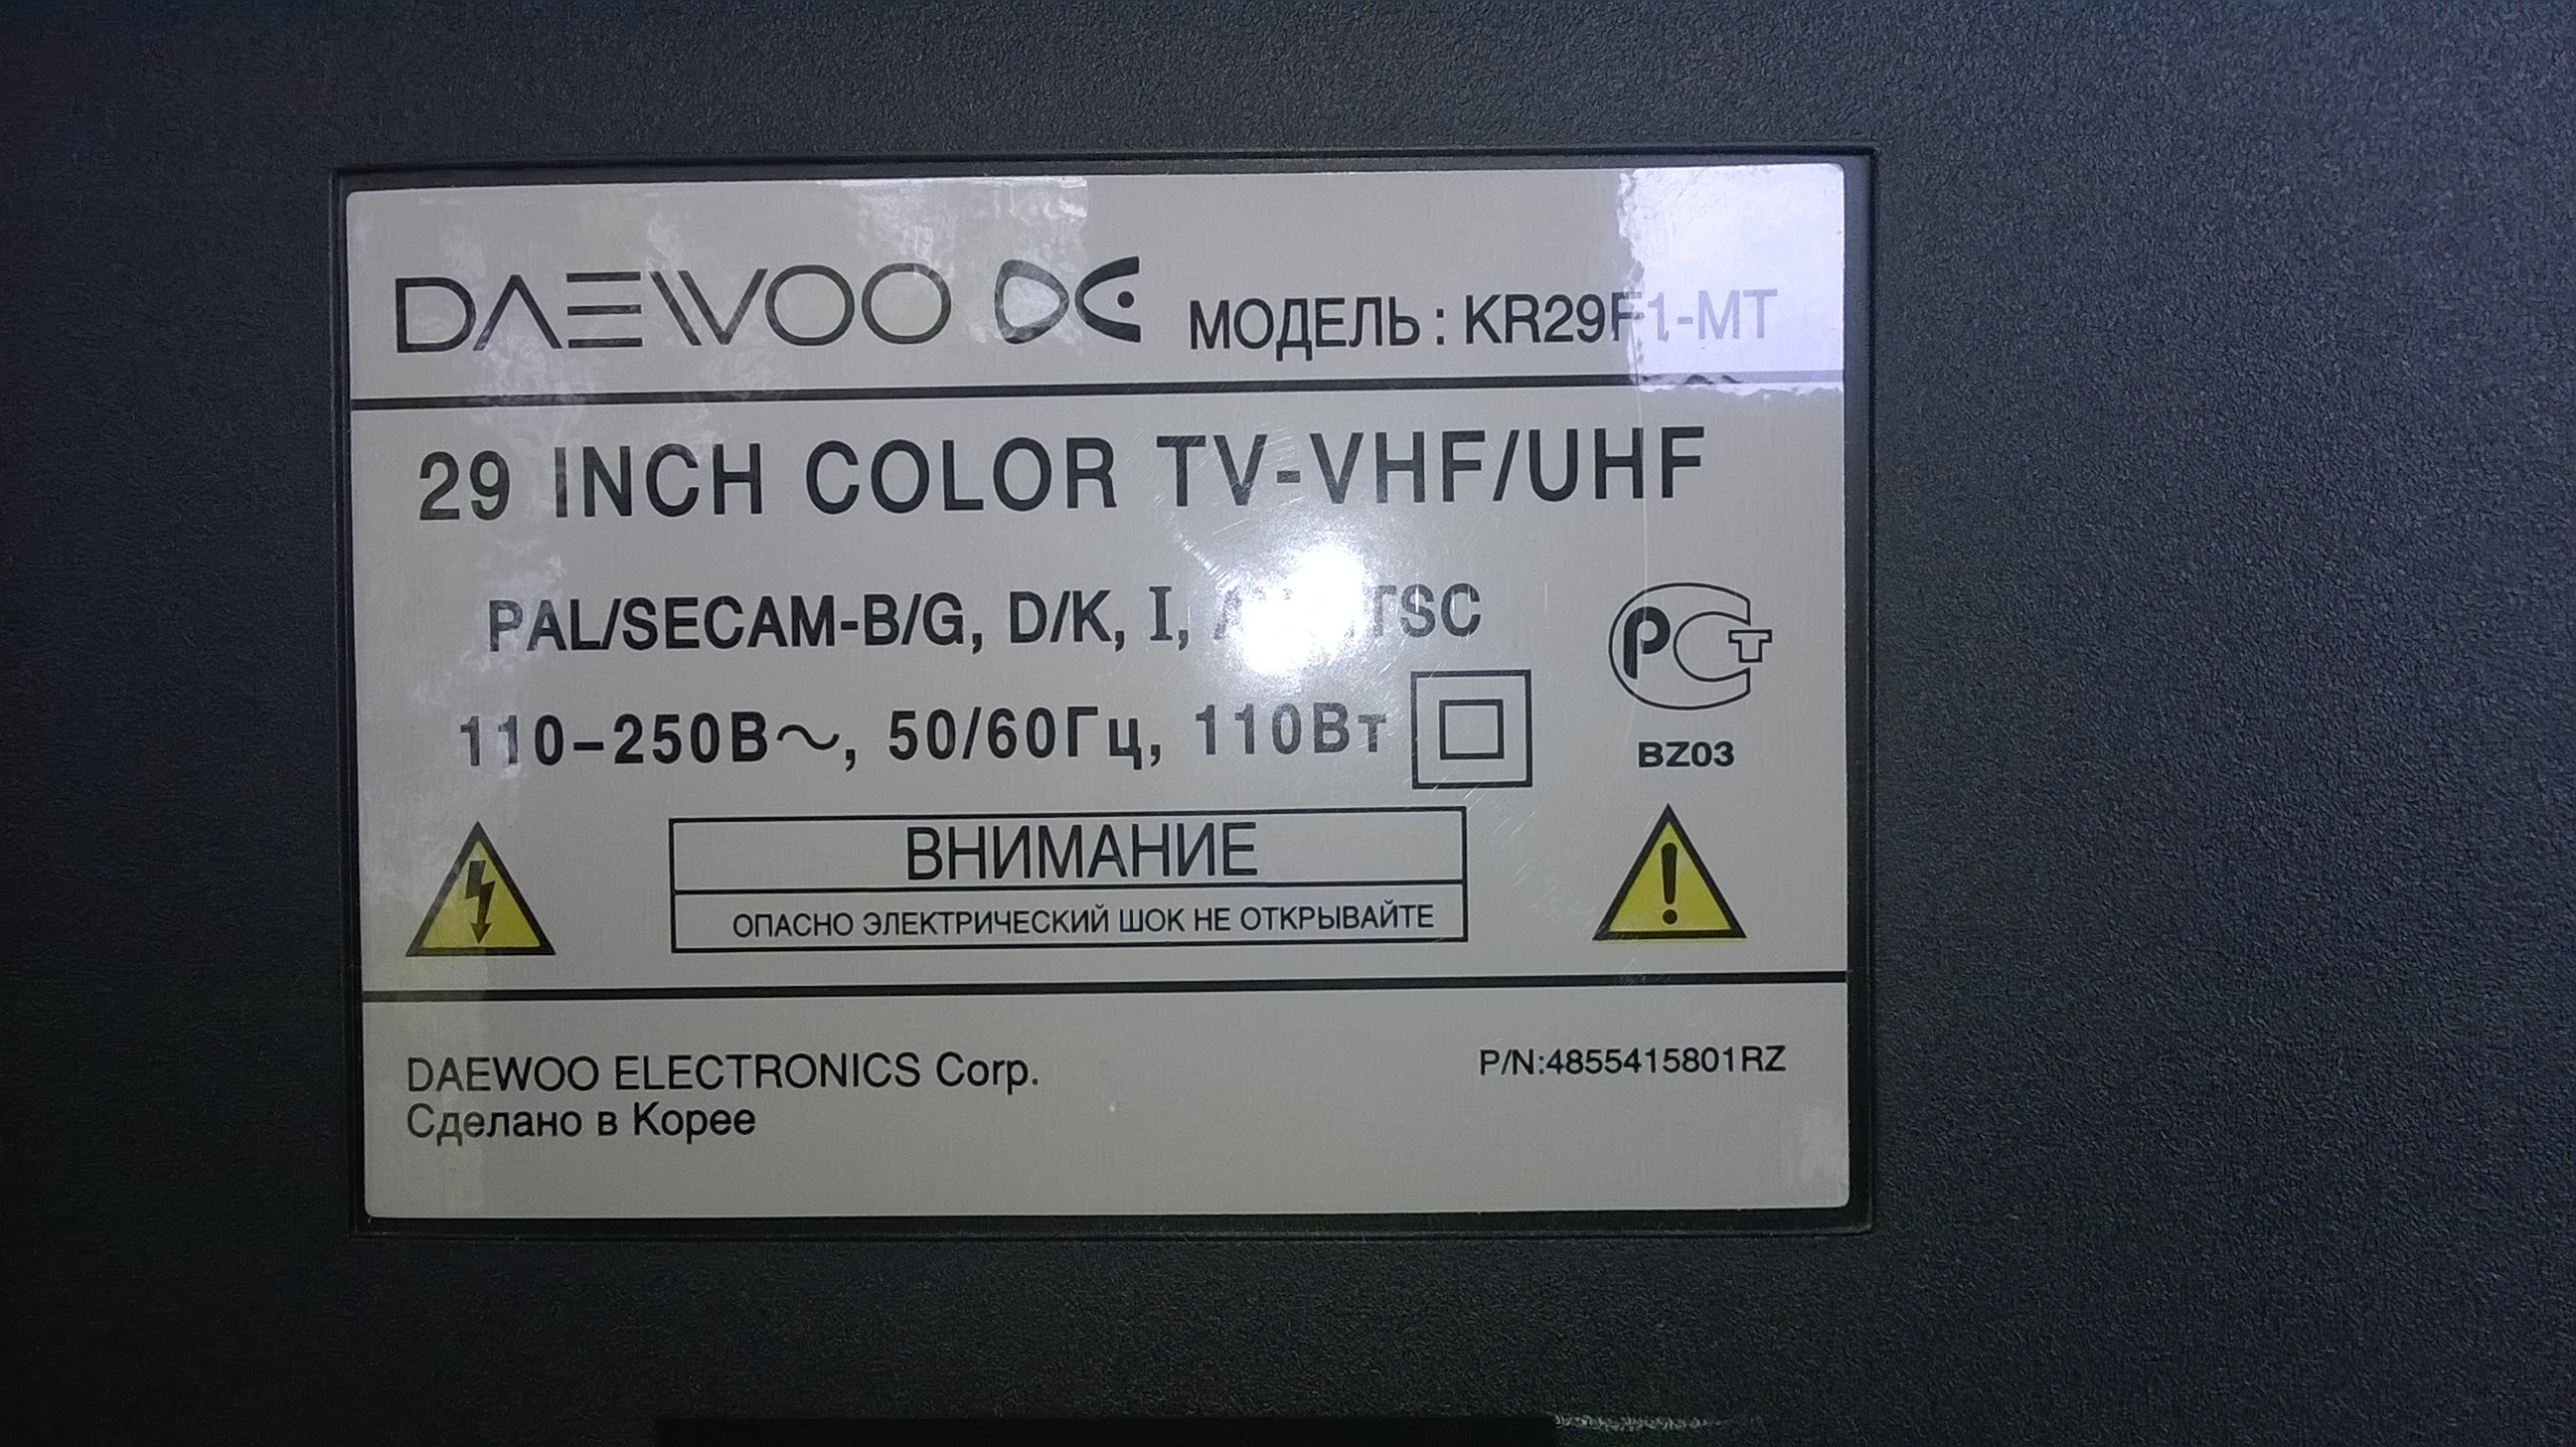 DAEWOO МОДЕЛЬ : KR29F1-MT
29 INCH COLOR TV-VHF/UHF
PAL/SECAM-B/G, D/K, I,
110-250В~, 50/60Гц, 110Вт
РСТ
BZ03
ВНИМАНИЕ
ОПАСНО ЭЛЕКТРИЧЕСКИЙ ШОК НЕ ОТКРЫВАЙТЕ
DAEWOO ELECTRONICS Corp.
Сделано в Корее
P/N:4855415801RZ